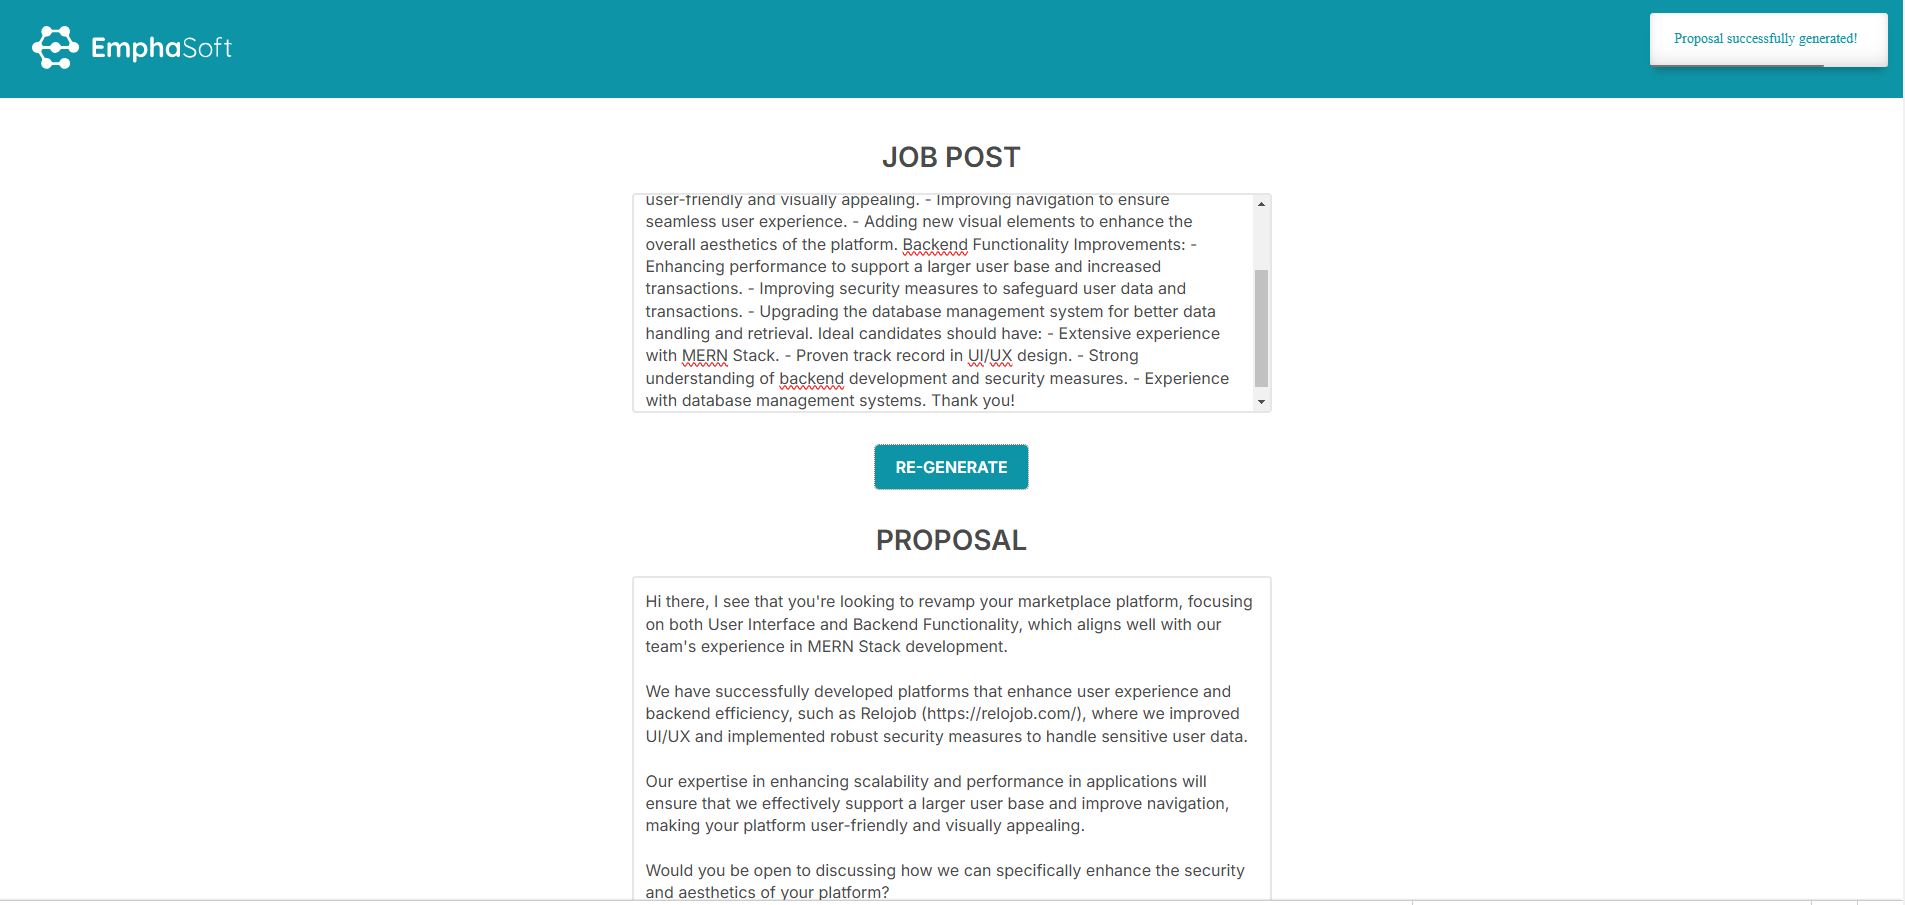 EmphaSoft
Proposal successfully generated!
JOB POST
user-friendly and visually appealing. - Improving navigation to ensure
seamless user experience. - Adding new visual elements to enhance the
overall aesthetics of the platform. Backend Functionality Improvements: -
Enhancing performance to support a larger user base and increased
transactions. - Improving security measures to safeguard user data and
transactions. - Upgrading the database management system for better data
handling and retrieval. Ideal candidates should have: - Extensive experience
with MERN Stack. - Proven track record in UI/UX design. - Strong
understanding of backend development and security measures. - Experience
with database management systems. Thank you!
RE-GENERATE
PROPOSAL
Hi there, I see that you're looking to revamp your marketplace platform, focusing
on both User Interface and Backend Functionality, which aligns well with our
team's experience in MERN Stack development.
We have successfully developed platforms that enhance user experience and
backend efficiency, such as Relojob (https://relojob.com/), where we improved
UI/UX and implemented robust security measures to handle sensitive user data.
Our expertise in enhancing scalability and performance in applications will
ensure that we effectively support a larger user base and improve navigation,
making your platform user-friendly and visually appealing.
Would you be open to discussing how we can specifically enhance the security
and aesthetics of your platform?